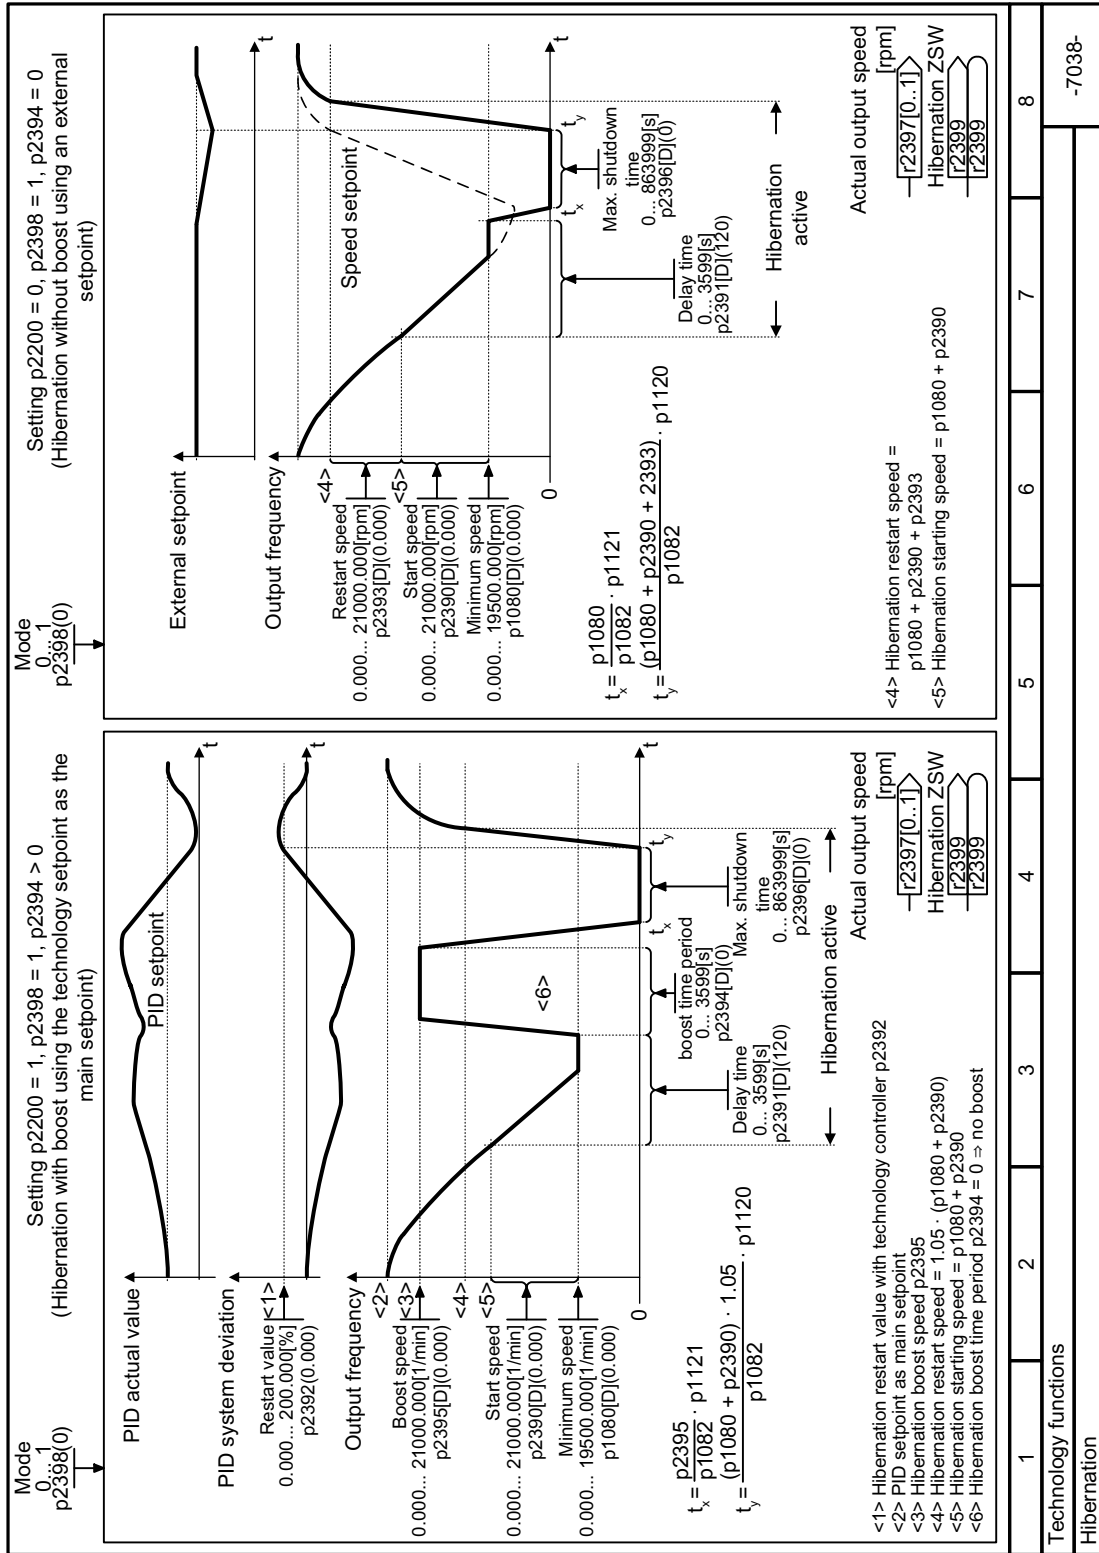 Mode
0...1
p2398(0)
Setting p2200 = 1, p2398 = 1, p2394 > 0
(Hibernation with boost using the technology setpoint as the
main setpoint)
PID actual value
PID setpoint
t
PID system deviation
<1>
Restart value
0.000... 200.000[%]
p2392(0.000)
t
Output frequency
<2>
<3>
Boost speed
0.000... 21000.000[1/min]
p2395[D](0.000)
<4>
<5>
Start speed
0.000... 21000.000[1/min]
p2390[D](0.000)
Minimum speed
0.000... 19500.000[1/min]
p1080[D](0.000)
0
<6>
tx
ty
boost time period
0... 3599[s]
p2394[D](0)
Max. shutdown
time
0... 863999[s]
p2396[D](0)
Delay time
0... 3599[s]
p2391[D](120)
Hibernation active
tx = p2395 / p1082 · p1121
ty = (p1080 + p2390) · 1.05 / p1082 · p1120
Actual output speed
[rpm]
r2397[0..1]
Hibernation ZSW
r2399
r2399
<1> Hibernation restart value with technology controller p2392
<2> PID setpoint as main setpoint
<3> Hibernation boost speed p2395
<4> Hibernation restart speed = 1.05 · (p1080 + p2390)
<5> Hibernation starting speed = p1080 + p2390
<6> Hibernation boost time period p2394 = 0 ⇒ no boost
Mode
0...1
p2398(0)
Setting p2200 = 0, p2398 = 1, p2394 = 0
(Hibernation without boost using an external
setpoint)
External setpoint
t
Output frequency
<4>
Restart speed
0.000... 21000.000[rpm]
p2393[D](0.000)
<5>
Start speed
0.000... 21000.000[rpm]
p2390[D](0.000)
Minimum speed
0.000... 19500.000[rpm]
p1080[D](0.000)
0
Speed setpoint
t
tx
ty
Max. shutdown
time
0... 863999[s]
p2396[D](0)
Delay time
0... 3599[s]
p2391[D](120)
Hibernation
active
tx = p1080 / p1082 · p1121
ty = (p1080 + p2390 + 2393) / p1082 · p1120
Actual output speed
[rpm]
r2397[0..1]
Hibernation ZSW
r2399
r2399
<4> Hibernation restart speed =
p1080 + p2390 + p2393
<5> Hibernation starting speed = p1080 + p2390
1 2 3 4 5 6 7 8
Technology functions
Hibernation
-7038-